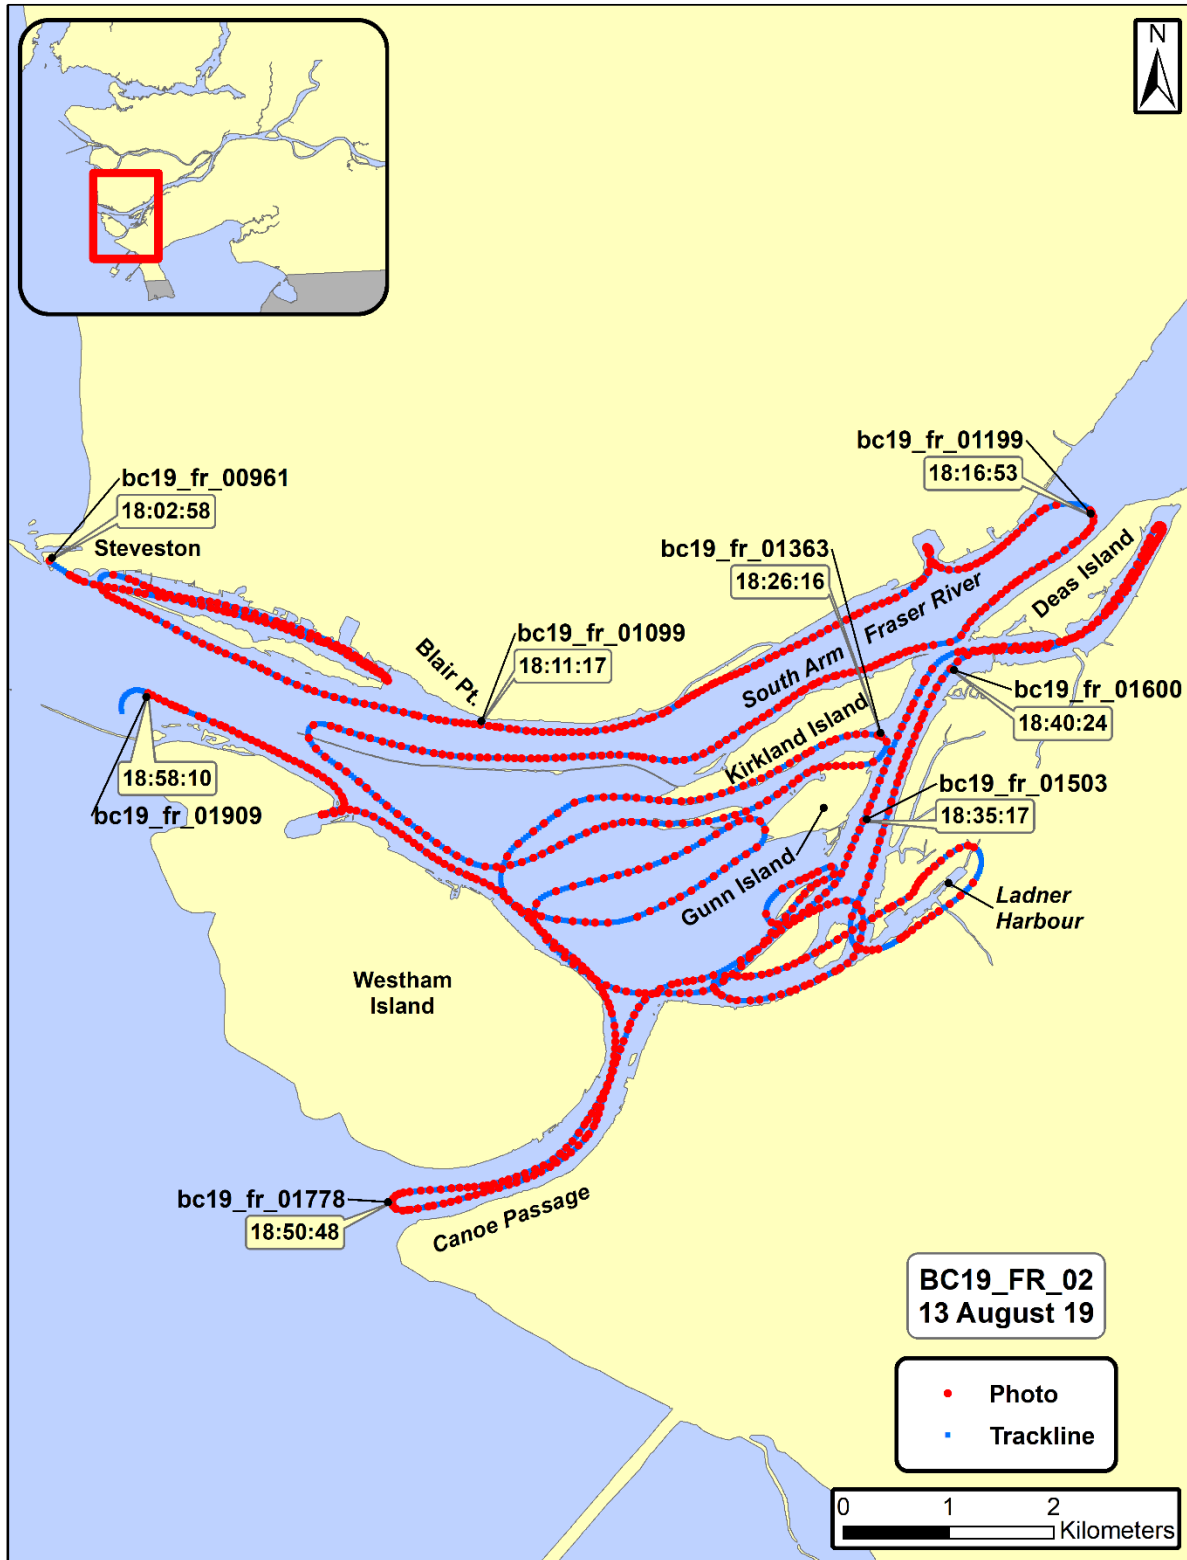 N
bc19_fr_01199
18:16:53
bc19_fr_00961
18:02:58
Steveston
bc19_fr_01363
18:26:16
Deas Island
South Arm Fraser River
bc19_fr_01099
18:11:17
Blair Pt.
bc19_fr_01600
18:40:24
Kirkland Island
18:58:10
bc19_fr_01909
bc19_fr_01503
18:35:17
Gunn Island
Ladner
Harbour
Westham
Island
bc19_fr_01778
18:50:48
Canoe Passage
BC19_FR_02
13 August 19
Photo
Trackline
0 1 2
Kilometers